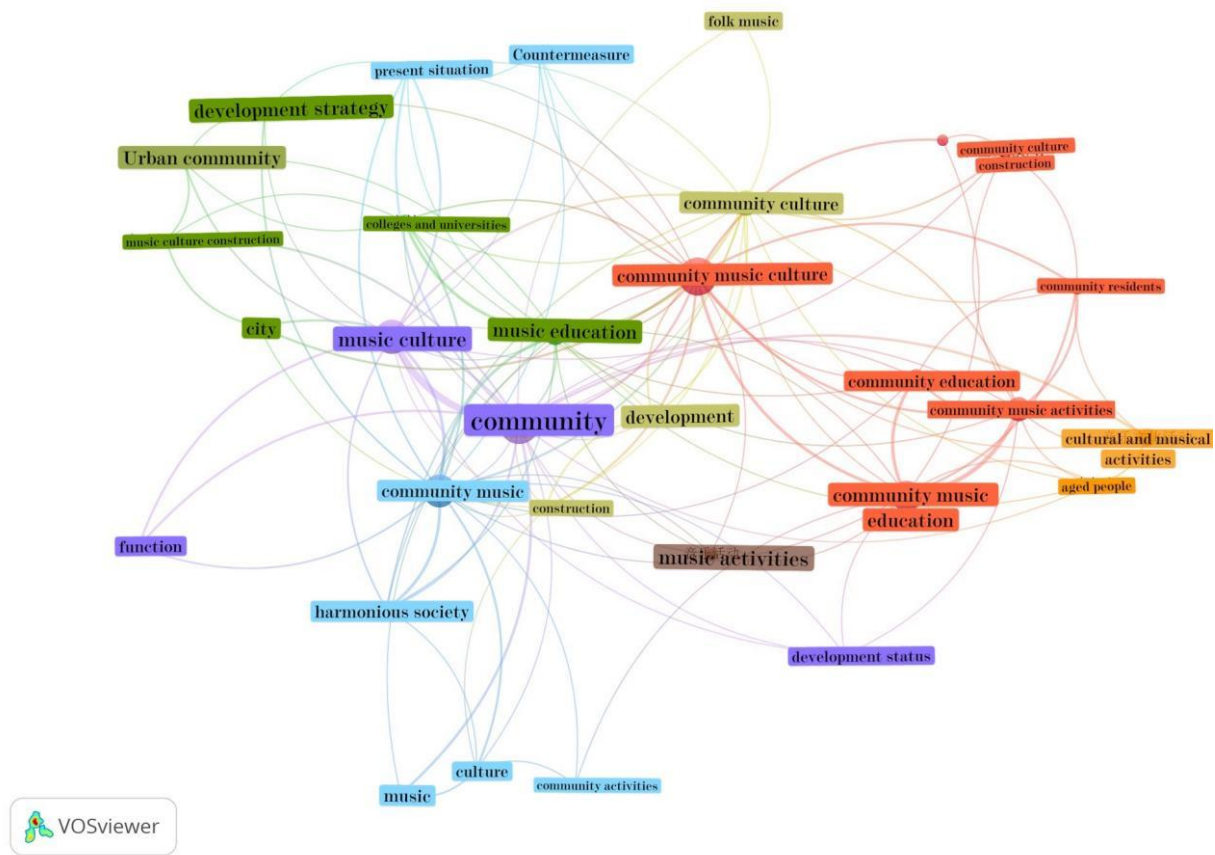 folk music
Countermeasure
present situation
development strategy
Urban community
community culture
construction
community culture
colleges and universities
music culture construction
community music culture
community residents
city
music culture
music education
community education
community music activities
community
development
cultural and musical
activities
community music
aged people
community music
education
construction
function
music activities
harmonious society
development status
culture
community activities
music
VOSviewer